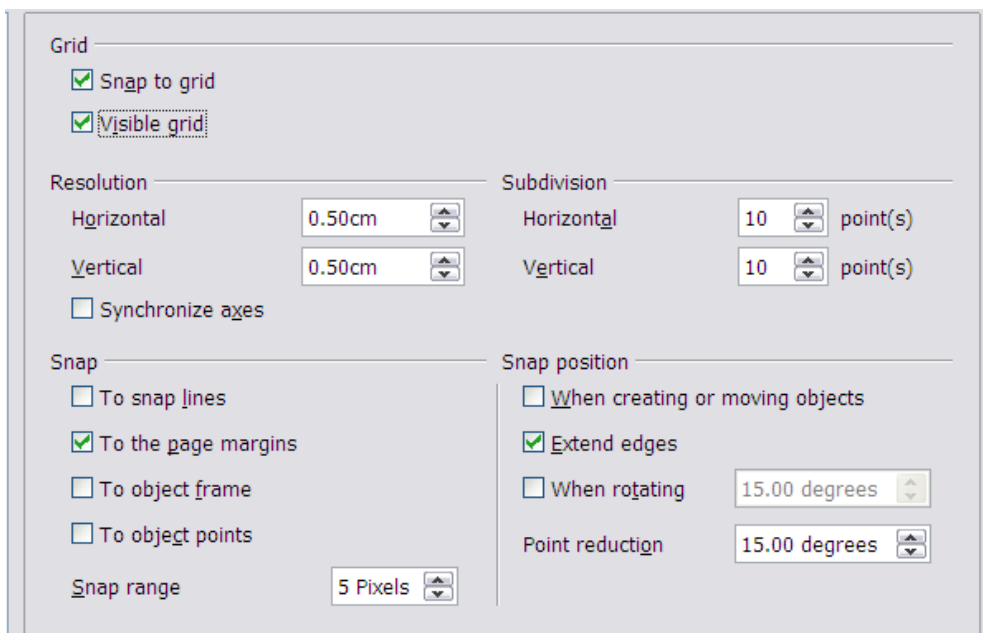 Grid
Snap to grid
Visible grid
Resolution
Horizontal 0.50cm
Vertical 0.50cm
Synchronize axes
Subdivision
Horizontal 10 point(s)
Vertical 10 point(s)
Snap
To snap lines
To the page margins
To object frame
To object points
Snap range 5 Pixels
Snap position
When creating or moving objects
Extend edges
When rotating 15.00 degrees
Point reduction 15.00 degrees